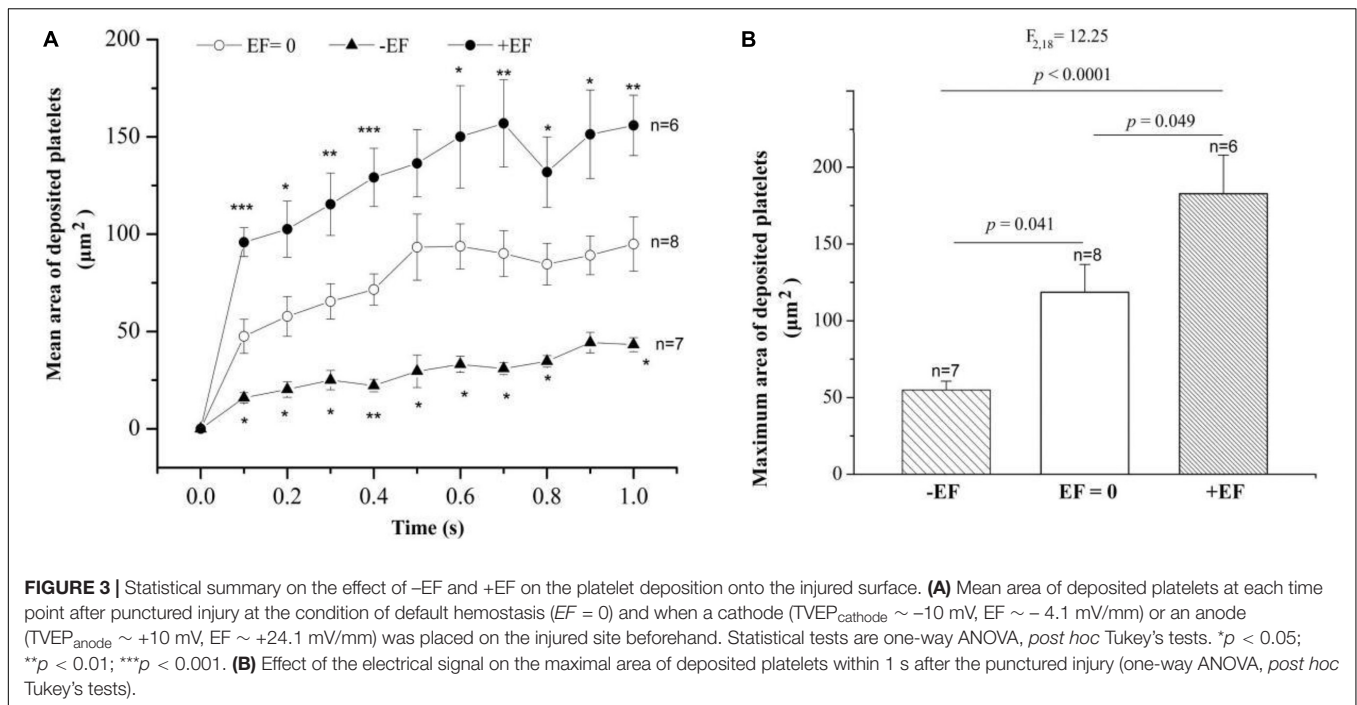 A
EF= 0 -EF +EF
Mean area of deposited platelets
(µm²)
200
150
100
50
0
* ** * **
*
***
**
*
***
n=6
n=8
n=7
* * * ** * * * * *
0.0 0.2 0.4 0.6 0.8 1.0
Time (s)
B
F2,18= 12.25
p < 0.0001
p = 0.049
n=6
p = 0.041
n=8
n=7
Maximum area of deposited platelets
(µm²)
200
150
100
50
0
-EF EF = 0 +EF
FIGURE 3 | Statistical summary on the effect of –EF and +EF on the platelet deposition onto the injured surface. (A) Mean area of deposited platelets at each time
point after punctured injury at the condition of default hemostasis (EF = 0) and when a cathode (TVEPcathode ∼ –10 mV, EF ∼ – 4.1 mV/mm) or an anode
(TVEPanode ∼ +10 mV, EF ∼ +24.1 mV/mm) was placed on the injured site beforehand. Statistical tests are one-way ANOVA, post hoc Tukey's tests. *p < 0.05;
**p < 0.01; ***p < 0.001. (B) Effect of the electrical signal on the maximal area of deposited platelets within 1 s after the punctured injury (one-way ANOVA, post hoc
Tukey's tests).